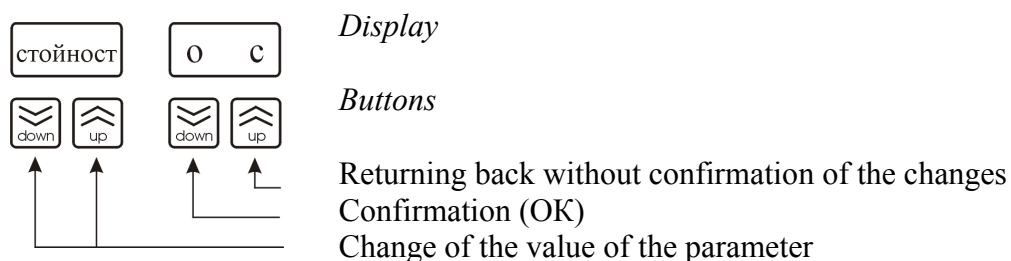 Display
стойност о с
Buttons
down up down up
Returning back without confirmation of the changes
Confirmation (OK)
Change of the value of the parameter